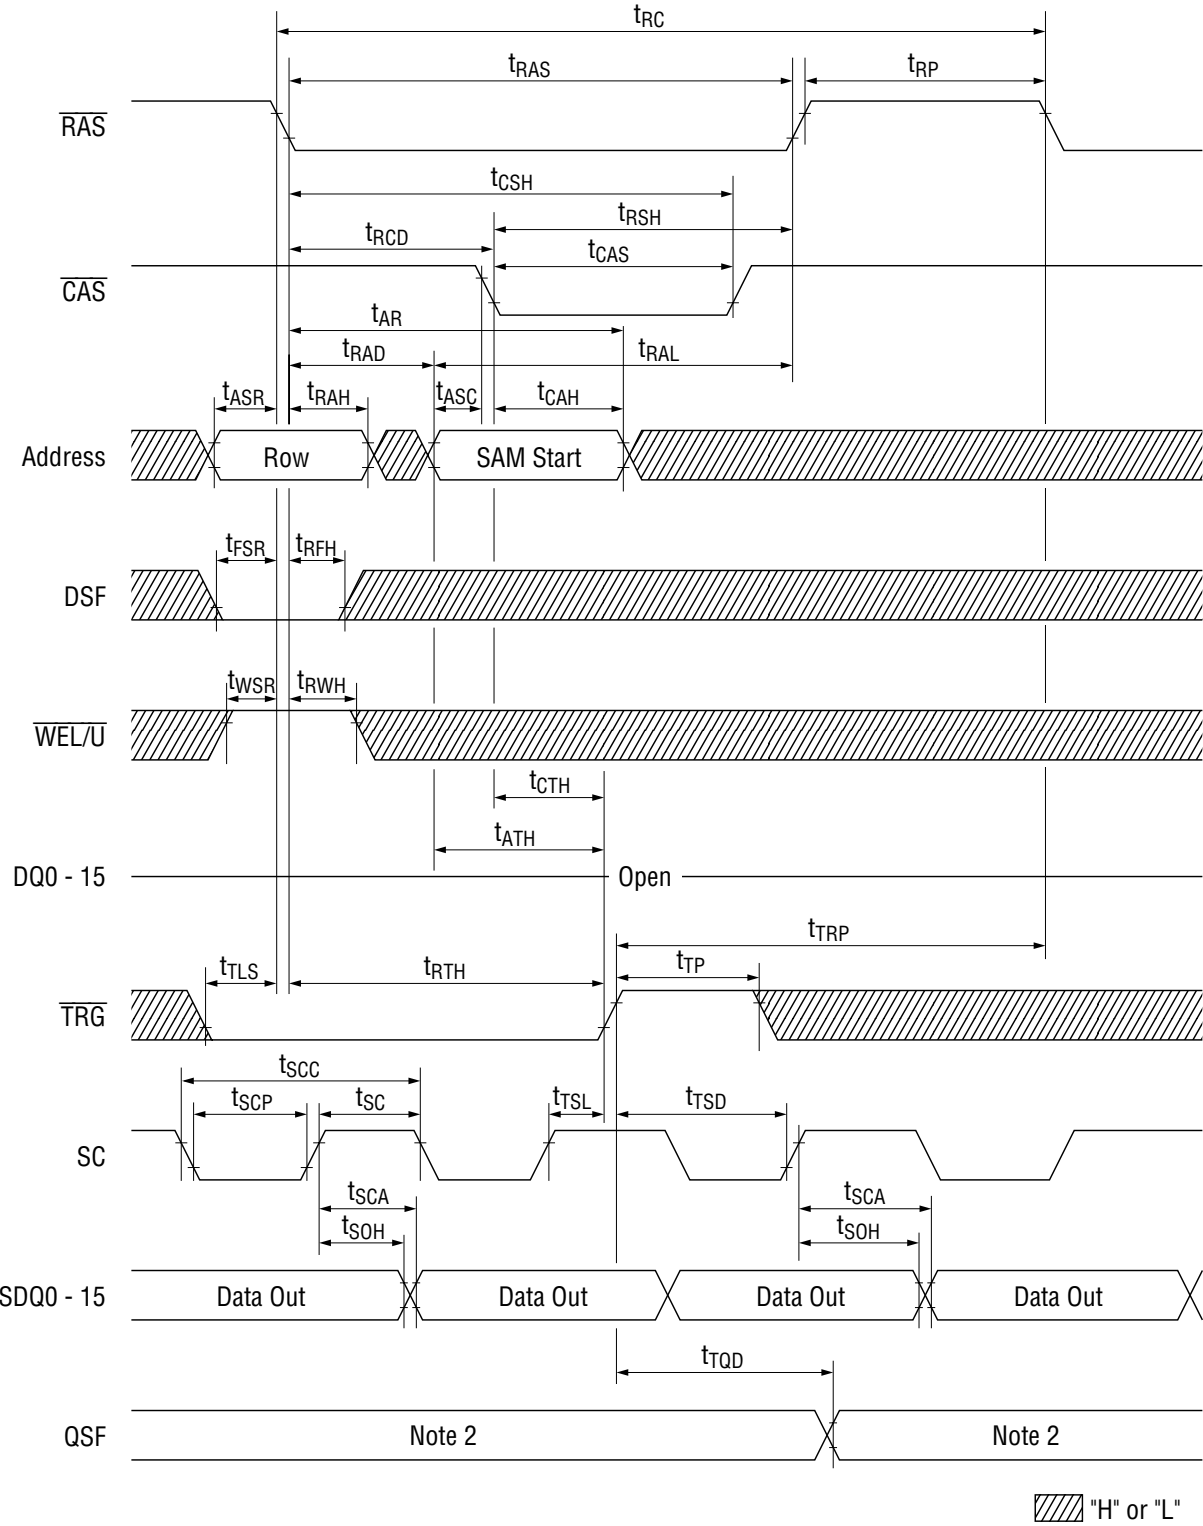 tRC
tRAS
tRP
RAS
tCSH
tRSH
tRCD
tCAS
CAS
tAR
tRAD
tRAL
tASR
tRAH
tASC
tCAH
Address
Row
SAM Start
tFSR
tRFH
DSF
tWSR
tRWH
WEL/U
tCTH
tATH
DQ0 - 15
Open
tTRP
tTLS
tRTH
tTP
TRG
tSCC
tSCP
tSC
tTSL
tTSD
SC
tSCA
tSCA
tSOH
tSOH
SDQ0 - 15
Data Out
Data Out
Data Out
Data Out
tTQD
QSF
Note 2
Note 2
"H" or "L"